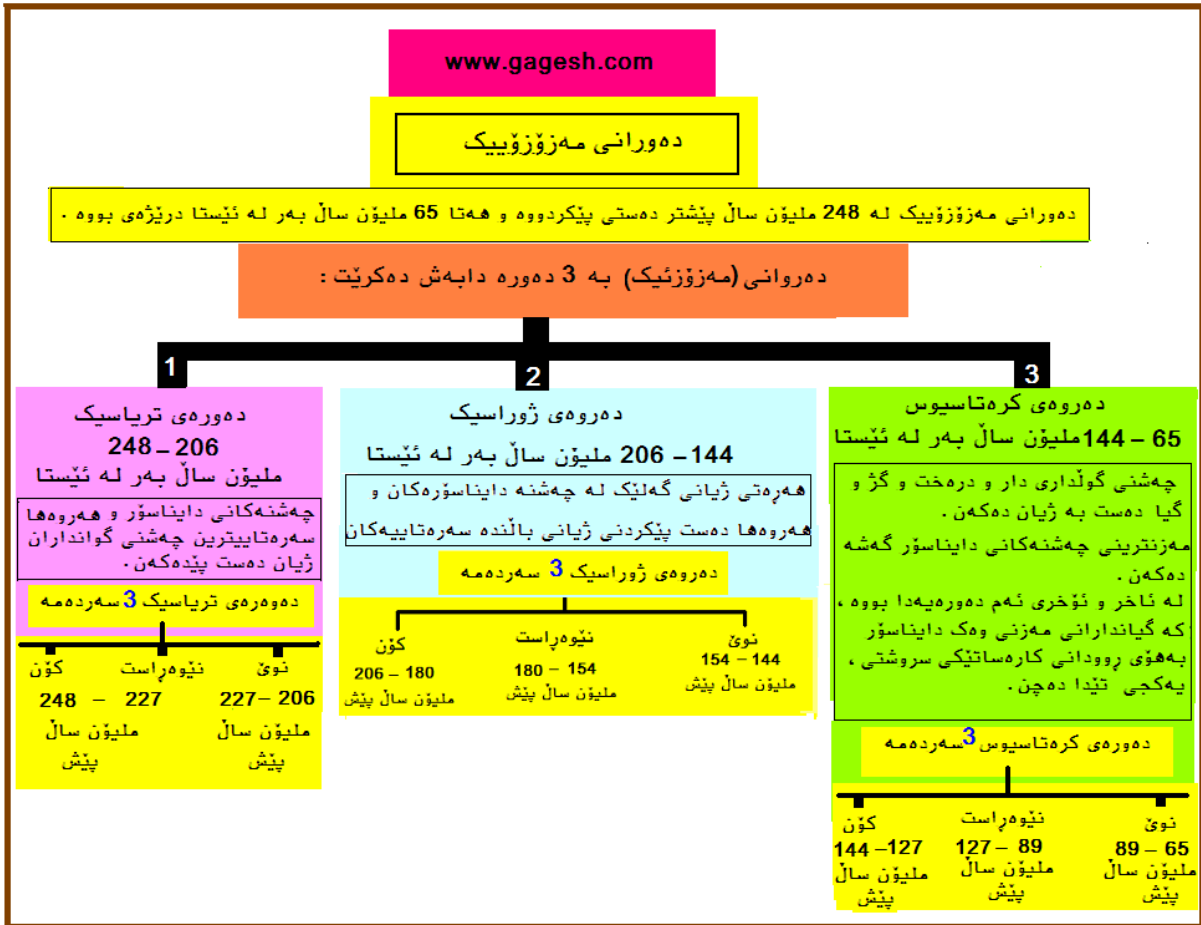 www.gagesh.com
دەورانی مەزۆزۆییک
دەورانی مەزۆزۆییک لە 248 ملیۆن ساڵ پێشتر دەستی پێکردووە و هەتا 65 ملیۆن ساڵ بەر لە ئێستا درێژەی بووە .
دەروانی (مەزۆزئیک) بە 3 دەورە دابەش دەکرێت :
1
دەورەی تریاسیک
248 – 206
ملیۆن ساڵ بەر لە ئێستا
چەشنەکانی دایناسۆر و هەروەها
سەرەتاییترین چەشنی گوانداران
ژیان دەست پێدەکەن.
دەوەرەی تریاسیک 3 سەردەمە
کۆن
نێوەڕاست
نوێ
248 – 227
227– 206
ملیۆن ساڵ
پێش
ملیۆن ساڵ
پێش
2
دەروەی ژوراسیک
206 – 144 ملیۆن ساڵ بەر لە ئێستا
هەڕەتی ژیانی گەلێک لە چەشنە دایناسۆرەکان و
هەروەها دەست پێکردنی ژیانی باڵندە سەرەتاییەکان
دەروەی ژوراسیک 3 سەردەمە
کۆن
206 – 180
ملیۆن ساڵ پێش
نێوەڕاست
180 – 154
ملیۆن ساڵ پێش
نوێ
154 – 144
ملیۆن ساڵ پێش
3
دەروەی کرەتاسیوس
144 – 65ملیۆن ساڵ بەر لە ئێستا
چەشنی گوڵداری دار و درەخت و گژ و
گیا دەست بە ژیان دەکەن.
مەزنترینی چەشنەکانی دایناسۆر گەشە
دەکەن .
لە ئاخر و ئۆخری ئەم دەورەیەدا بووە ،
کە گیاندارانی مەزنی وەک دایناسۆر
بەهۆی ڕوودانی کارەساتێکی سروشتی ،
یەکجی تێدا دەچن.
دەورەی کرەتاسیوس 3سەردەمە
کۆن
144 –127
ملیۆن ساڵ
پێش
نێوەڕاست
127 – 89
ملیۆن ساڵ
پێش
نوێ
89 – 65
ملیۆن ساڵ
پێش